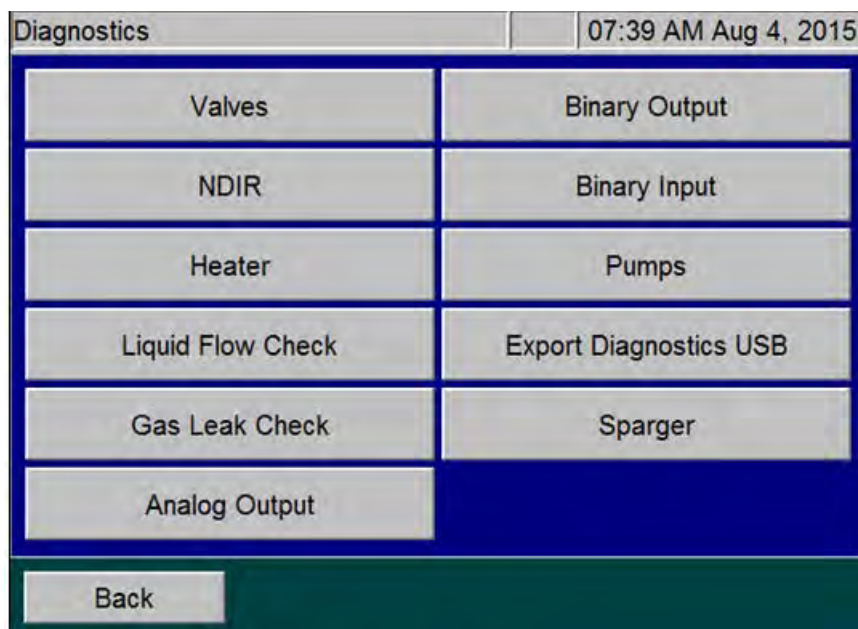 Diagnostics 07:39 AM Aug 4, 2015
Valves Binary Output
NDIR Binary Input
Heater Pumps
Liquid Flow Check Export Diagnostics USB
Gas Leak Check Sparger
Analog Output
Back